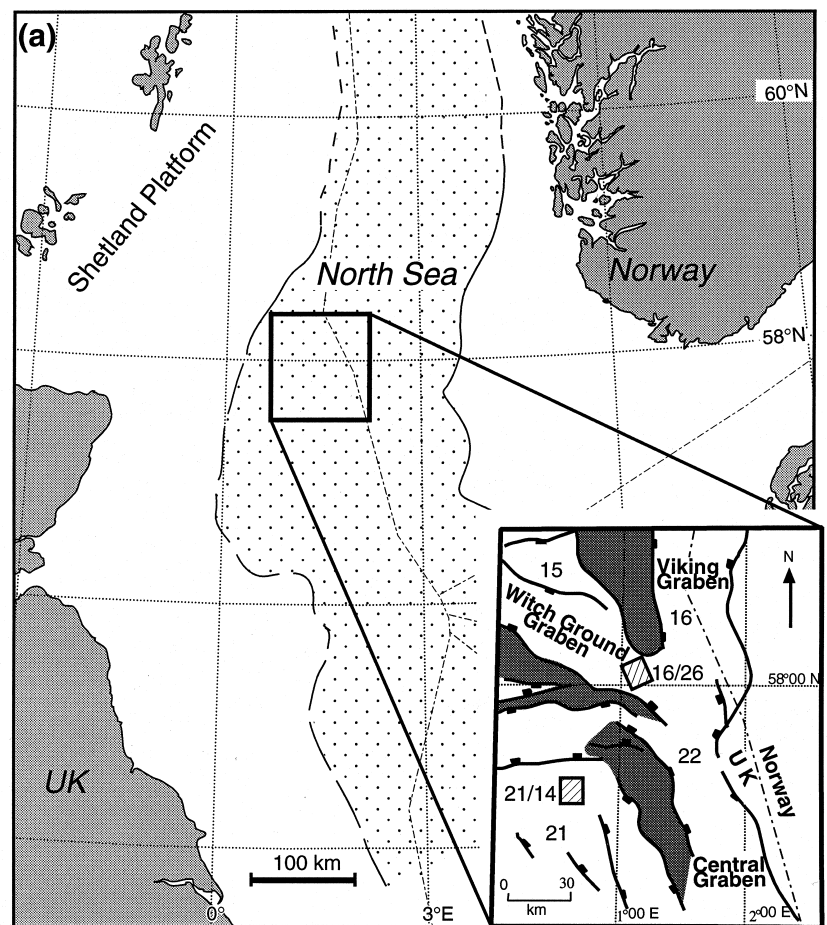 (a)
60°N
Shetland Platform
North Sea
Norway
58°N
UK
100 km
0°
3°E
N
15
Viking
Graben
16
Witch Ground
Graben
16/26
58°00 N
22
UK
Norway
21/14
21
Central
Graben
0 30
km
1°00 E
2°00 E